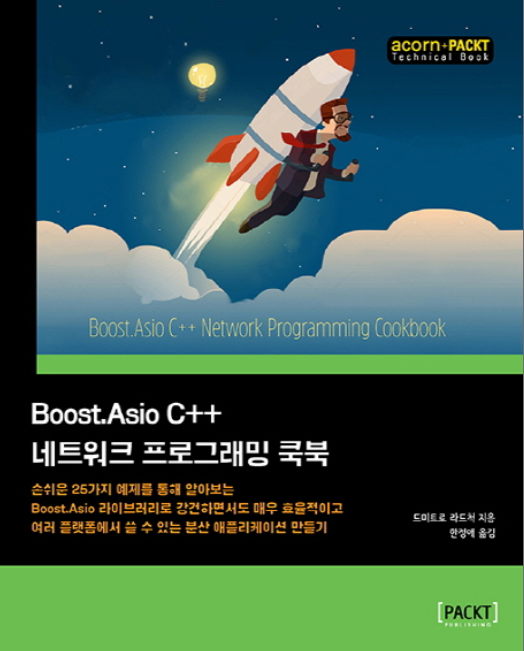 acorn+PACKT
Technical Book
Boost.Asio C++ Network Programming Cookbook
Boost.Asio C++
네트워크 프로그래밍 쿡북
손쉬운 25가지 예제를 통해 알아보는
Boost.Asio 라이브러리로 강건하면서도 매우 효율적이고
여러 플랫폼에서 쓸 수 있는 분산 애플리케이션 만들기
드미트로 라드척 지음
안정애 옮김
[PACKT]
PUBLISHING